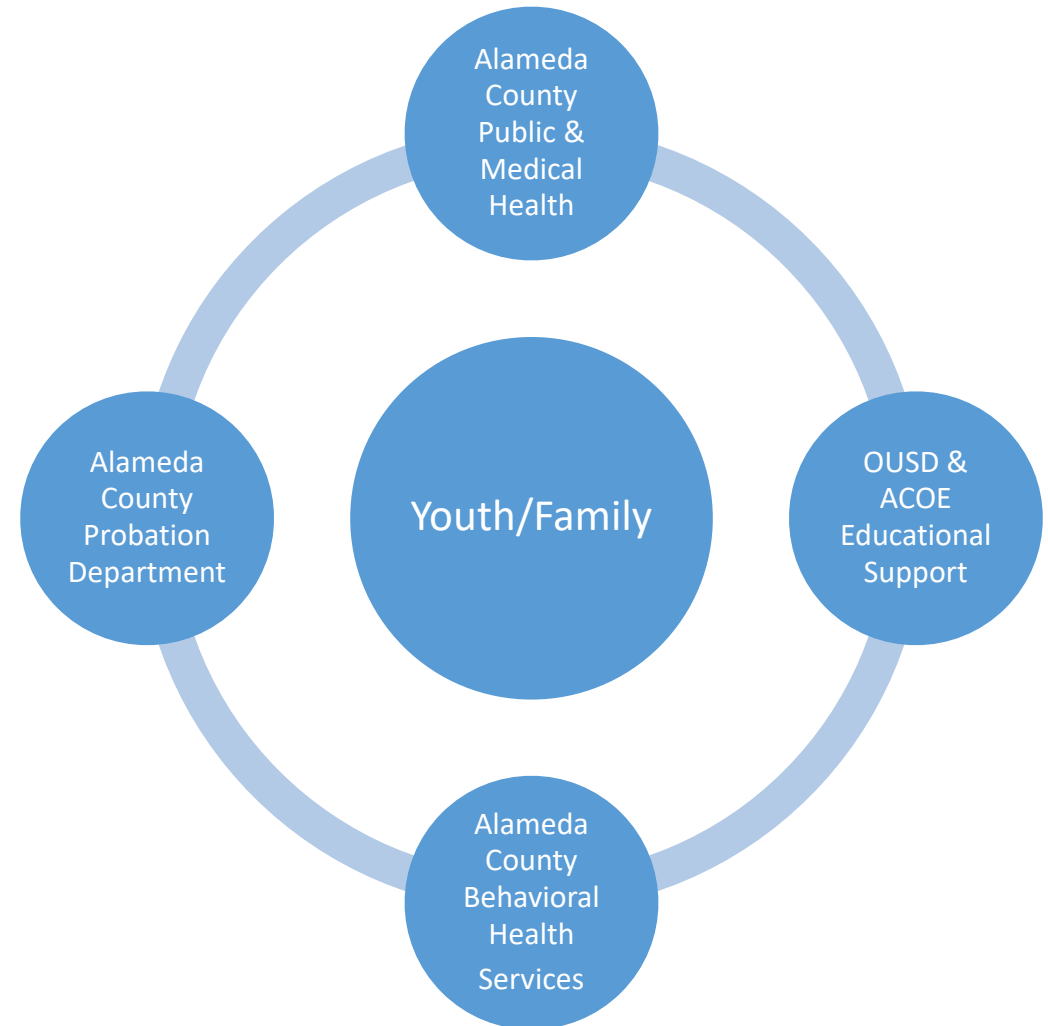 Alameda
County
Public &
Medical
Health
Alameda
County
Probation
Department
Youth/Family
OUSD &
ACOE
Educational
Support
Alameda
County
Behavioral
Health
Services